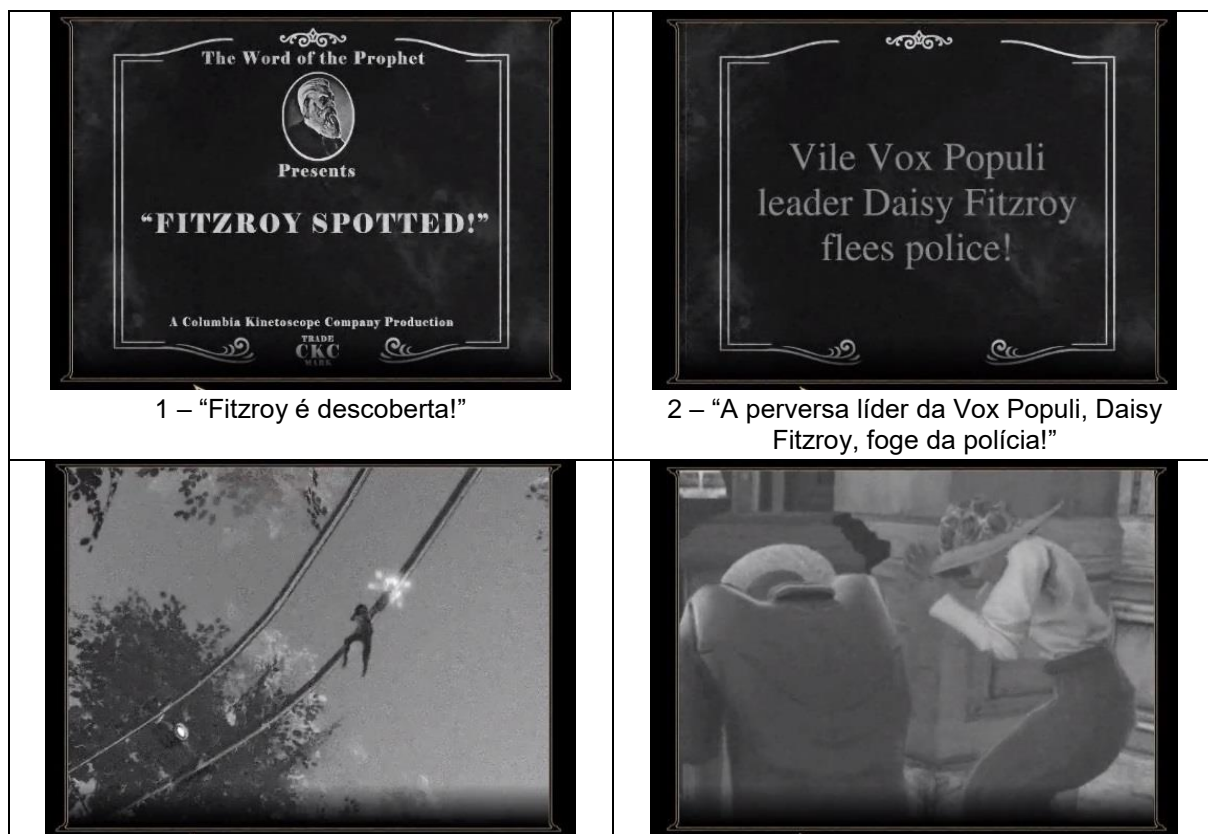 The Word of the Prophet
Presents
“FITZROY SPOTTED!”
A Columbia Kinetoscope Company Production
TRADE
CKC
MARK
1 – “Fitzroy é descoberta!”
Vile Vox Populi
leader Daisy Fitzroy
flees police!
2 – “A perversa líder da Vox Populi, Daisy
Fitzroy, foge da polícia!”